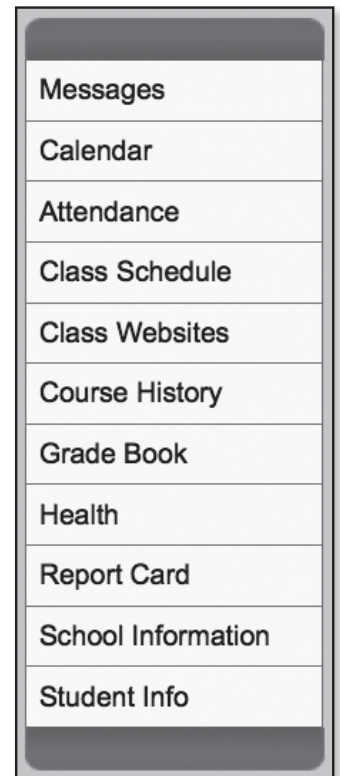 Messages
Calendar
Attendance
Class Schedule
Class Websites
Course History
Grade Book
Health
Report Card
School Information
Student Info